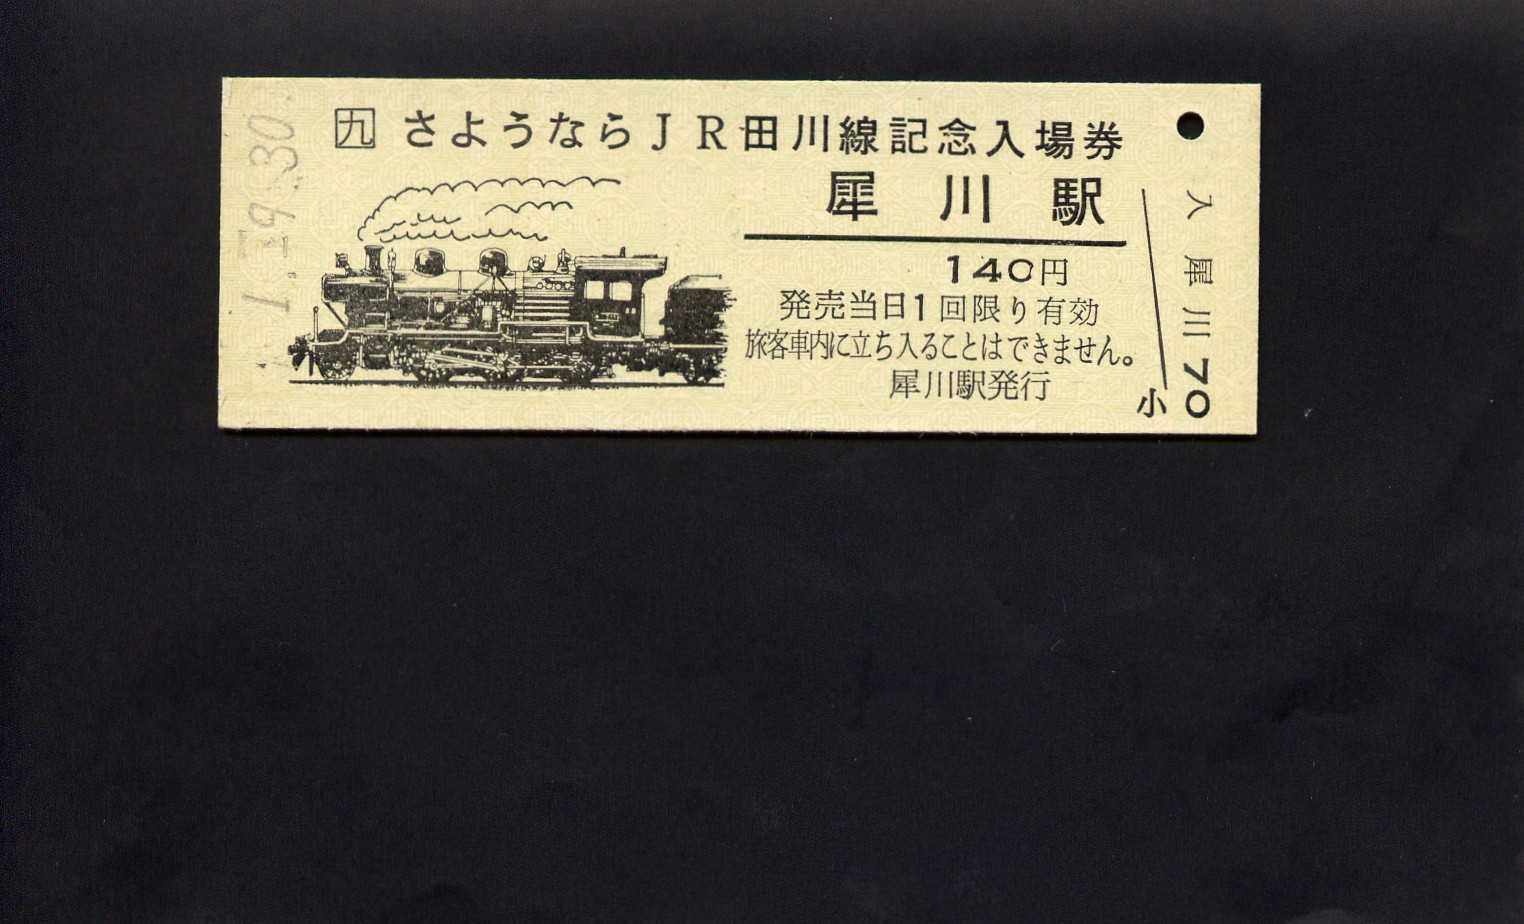 1.-9.30
九 さようならJR田川線記念入場券
犀川駅
140円
発売当日1回限り有効
旅客車内に立ち入ることはできません。
犀川駅発行
小
入 犀川 70